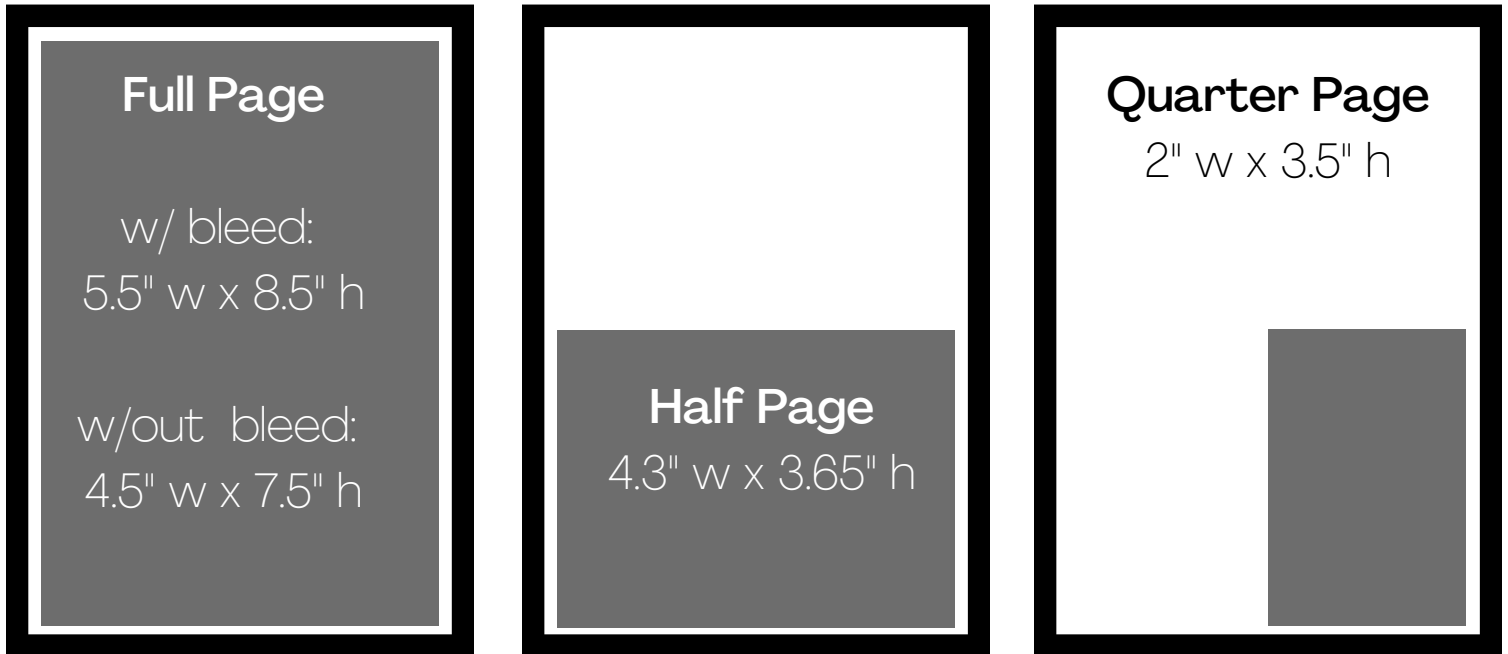 Full Page
w/ bleed:
5.5" w x 8.5" h
w/out bleed:
4.5" w x 7.5" h
Half Page
4.3" w x 3.65" h
Quarter Page
2" w x 3.5" h